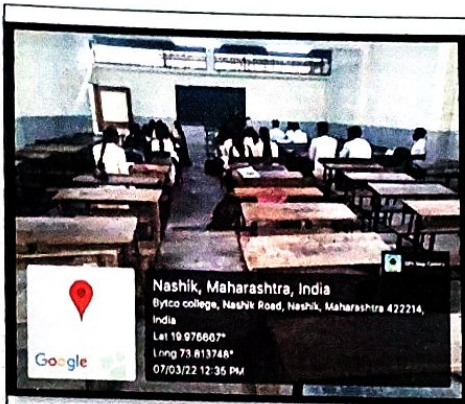 GPS Map Camera
Nashik, Maharashtra, India
Bytco college, Nashik Road, Nashik, Maharashtra 422214,
India
Lat 19.976667°
Long 73.813748°
07/03/22 12:35 PM
Google